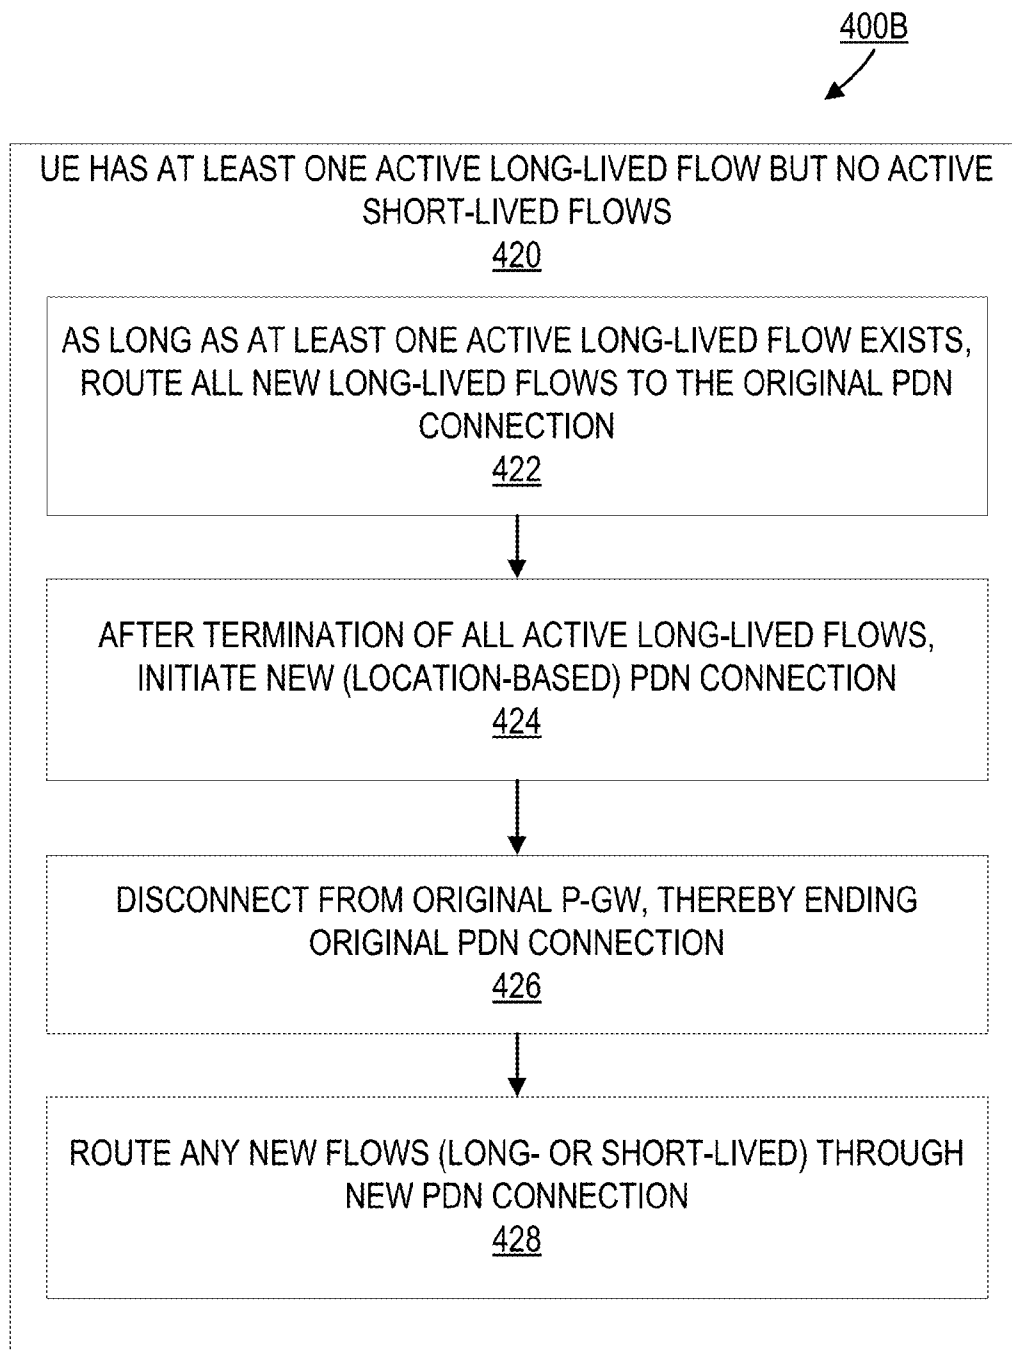 400B
UE HAS AT LEAST ONE ACTIVE LONG-LIVED FLOW BUT NO ACTIVE
SHORT-LIVED FLOWS
420
AS LONG AS AT LEAST ONE ACTIVE LONG-LIVED FLOW EXISTS,
ROUTE ALL NEW LONG-LIVED FLOWS TO THE ORIGINAL PDN
CONNECTION
422
AFTER TERMINATION OF ALL ACTIVE LONG-LIVED FLOWS,
INITIATE NEW (LOCATION-BASED) PDN CONNECTION
424
DISCONNECT FROM ORIGINAL P-GW, THEREBY ENDING
ORIGINAL PDN CONNECTION
426
ROUTE ANY NEW FLOWS (LONG- OR SHORT-LIVED) THROUGH
NEW PDN CONNECTION
428